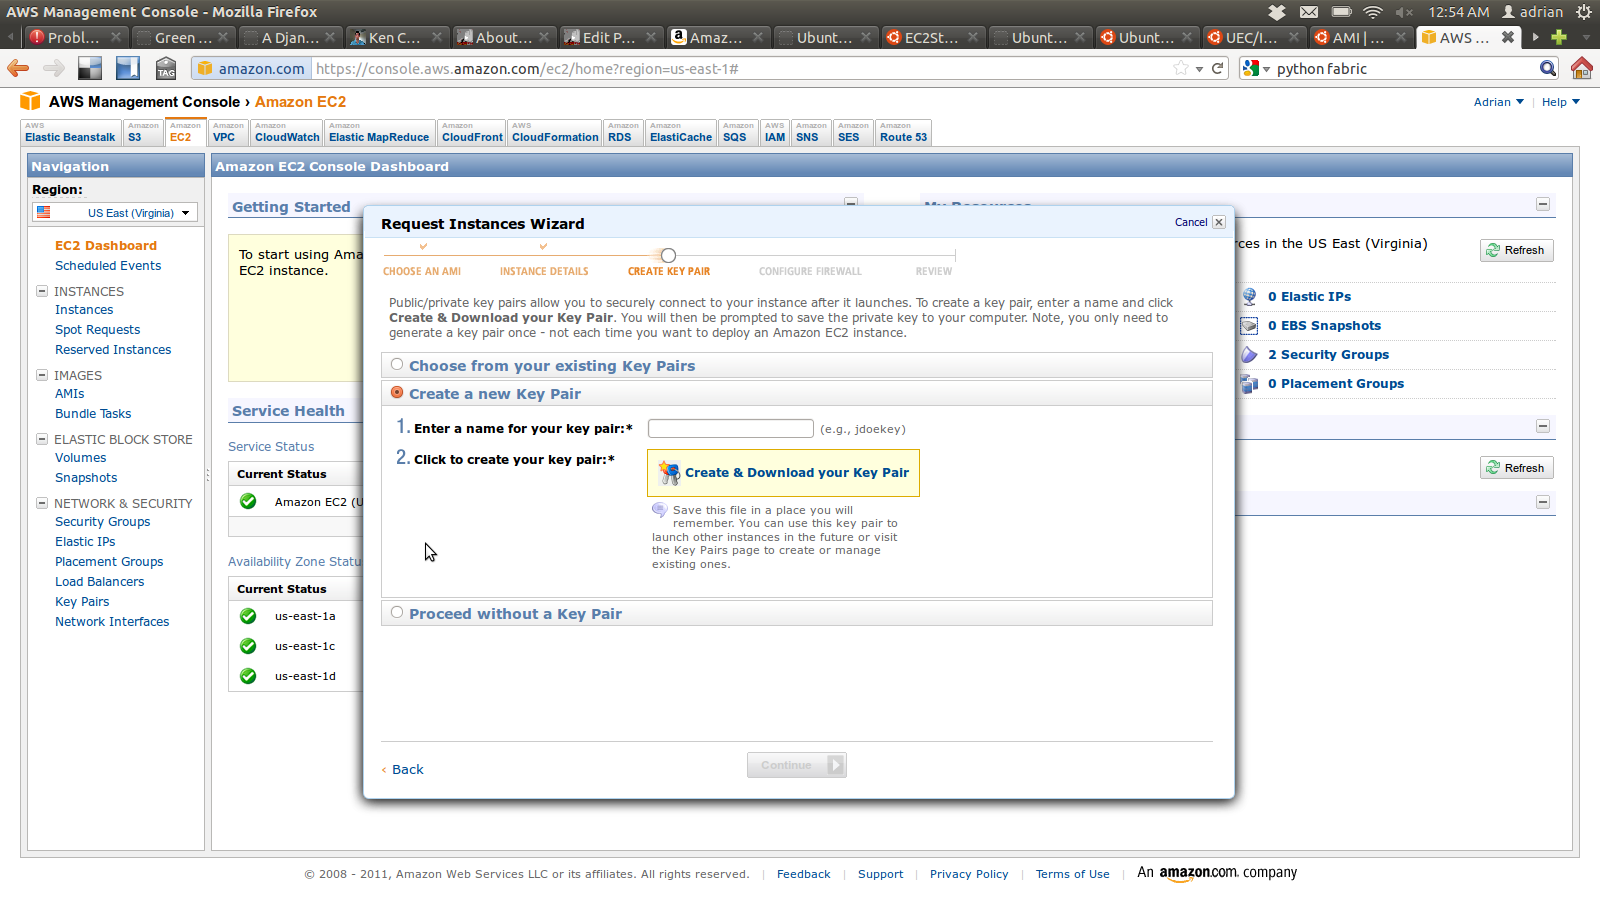 AWS Management Console - Mozilla Firefox
12:54 AM
adrian
Probl...
Green ...
A Djan...
Ken C...
About...
Edit P...
Amaz...
Ubunt...
EC2St...
Ubunt...
Ubunt...
UEC/I...
AMI | ...
AWS ...
TAG
amazon.com
https://console.aws.amazon.com/ec2/home?region=us-east-1#
python fabric
AWS Management Console › Amazon EC2
Adrian
Help
AWS
Elastic Beanstalk
Amazon
S3
Amazon
EC2
Amazon
VPC
Amazon
CloudWatch
Amazon
Elastic MapReduce
Amazon
CloudFront
AWS
CloudFormation
Amazon
RDS
Amazon
ElastiCache
Amazon
SQS
AWS
IAM
Amazon
SNS
Amazon
SES
Amazon
Route 53
Navigation
Region:
US East (Virginia)
EC2 Dashboard
Scheduled Events
INSTANCES
Instances
Spot Requests
Reserved Instances
IMAGES
AMIs
Bundle Tasks
ELASTIC BLOCK STORE
Volumes
Snapshots
NETWORK & SECURITY
Security Groups
Elastic IPs
Placement Groups
Load Balancers
Key Pairs
Network Interfaces
Amazon EC2 Console Dashboard
Getting Started
To start using Ama
EC2 instance.
Service Health
Service Status
Current Status
Amazon EC2 (U
Availability Zone Statu
Current Status
us-east-1a
us-east-1c
us-east-1d
My Resources
rces in the US East (Virginia)
Refresh
0 Elastic IPs
0 EBS Snapshots
2 Security Groups
0 Placement Groups
Refresh
Request Instances Wizard
Cancel
CHOOSE AN AMI
INSTANCE DETAILS
CREATE KEY PAIR
CONFIGURE FIREWALL
REVIEW
Public/private key pairs allow you to securely connect to your instance after it launches. To create a key pair, enter a name and click
Create & Download your Key Pair. You will then be prompted to save the private key to your computer. Note, you only need to
generate a key pair once - not each time you want to deploy an Amazon EC2 instance.
Choose from your existing Key Pairs
Create a new Key Pair
1. Enter a name for your key pair:*
(e.g., jdoekey)
2. Click to create your key pair:*
Create & Download your Key Pair
Save this file in a place you will
remember. You can use this key pair to
launch other instances in the future or visit
the Key Pairs page to create or manage
existing ones.
Proceed without a Key Pair
‹ Back
Continue
© 2008 - 2011, Amazon Web Services LLC or its affiliates. All rights reserved. | Feedback | Support | Privacy Policy | Terms of Use | An amazon.com. company